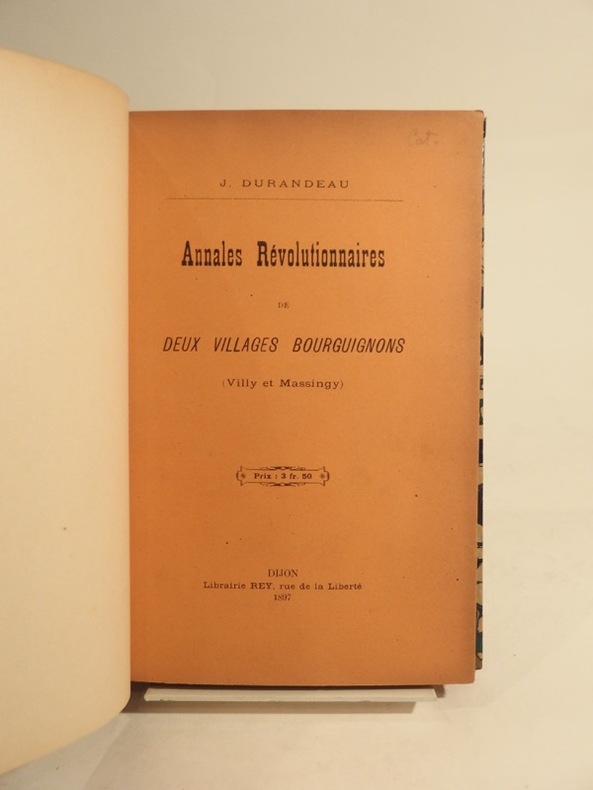 Cat.
J. DURANDEAU
Annales Révolutionnaires
DE
DEUX VILLAGES BOURGUIGNONS
(Villy et Massingy)
Prix : 3 fr. 50
DIJON
Librairie REY, rue de la Liberté
1897